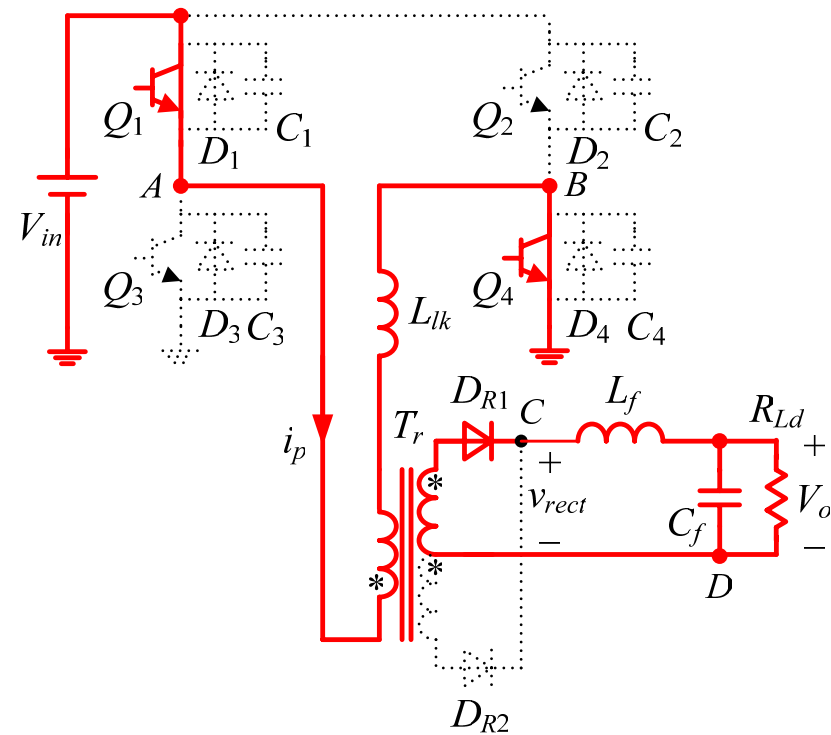 Q1 D1 C1
Q2 D2 C2
A
B
Vin
Q3 D3 C3
Q4 D4 C4
Llk
ip
Tr
DR1
C
Lf
RLd
+
vrect
−
Cf
+
Vo
−
*
*
*
D
DR2